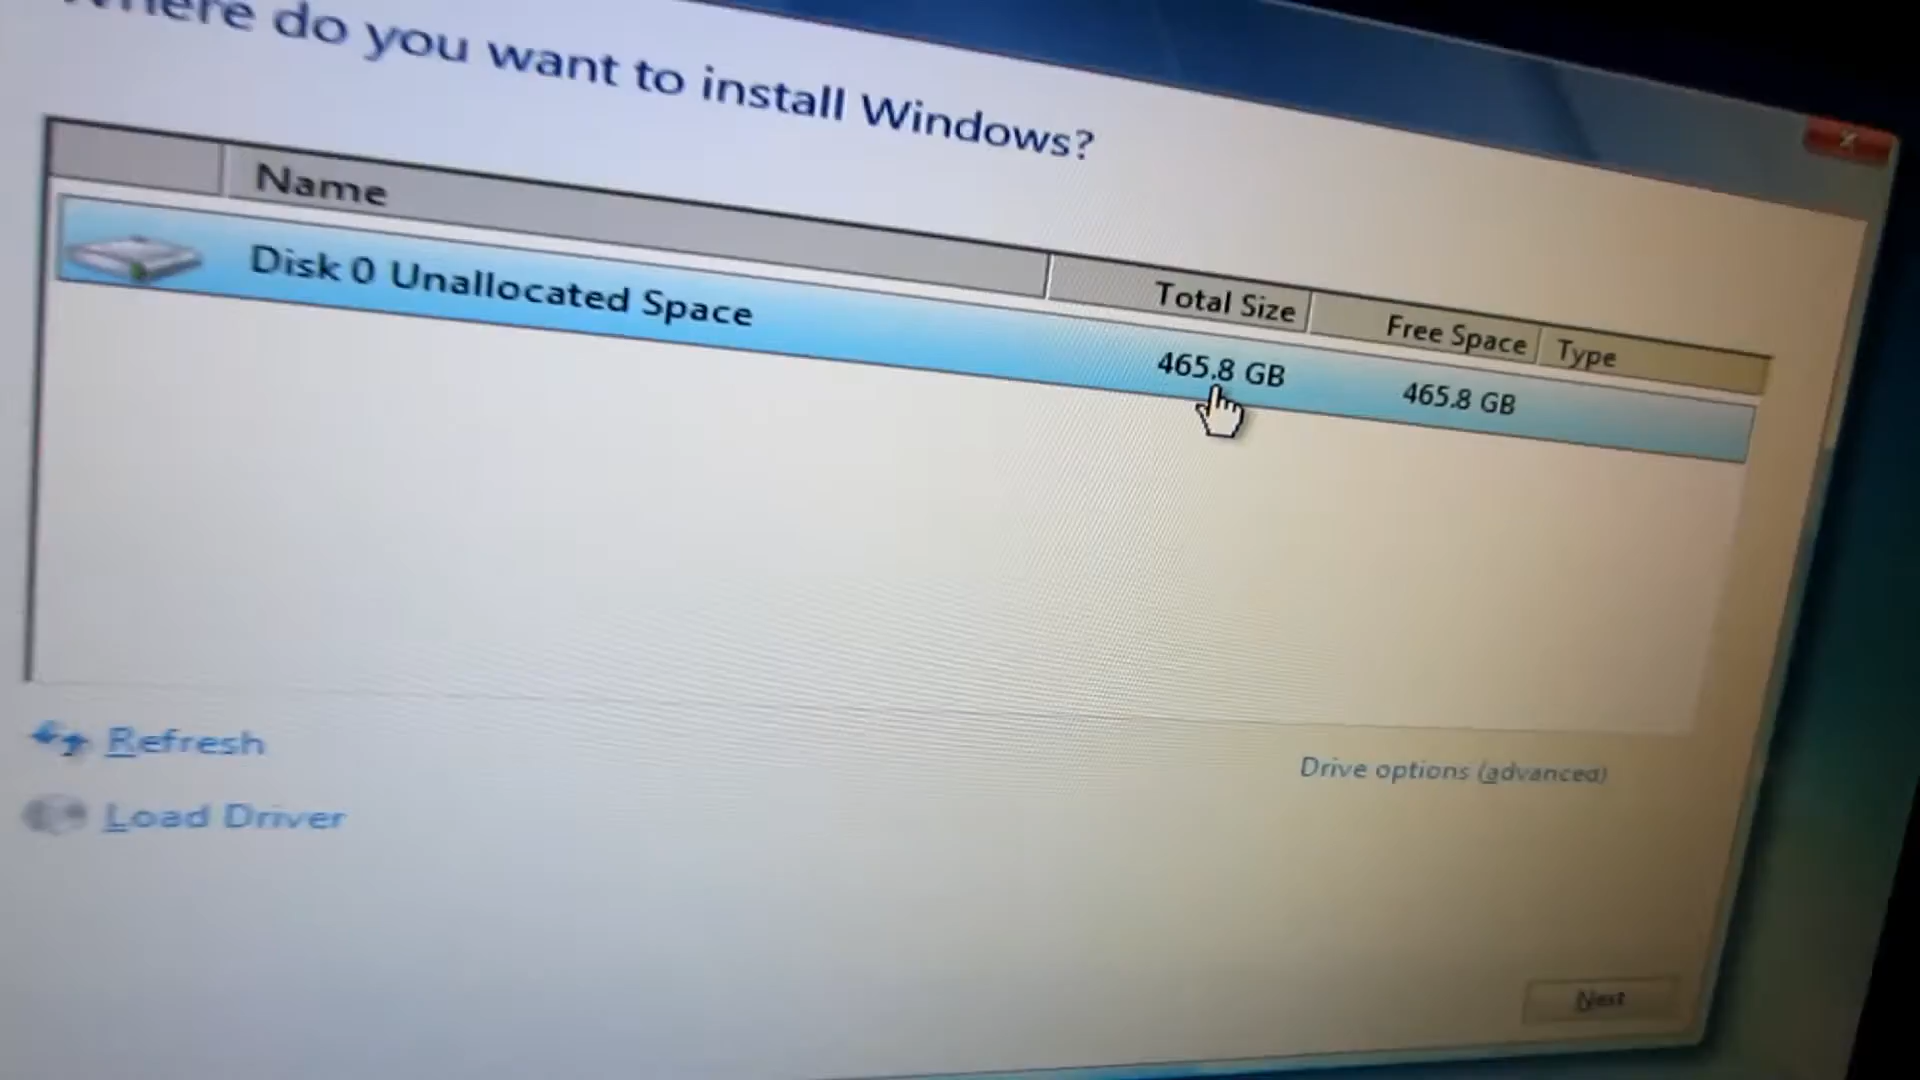 Where do you want to install Windows?
Name Total Size Free Space Type
Disk 0 Unallocated Space 465.8 GB 465.8 GB
Refresh
Drive options (advanced)
Load Driver
Next